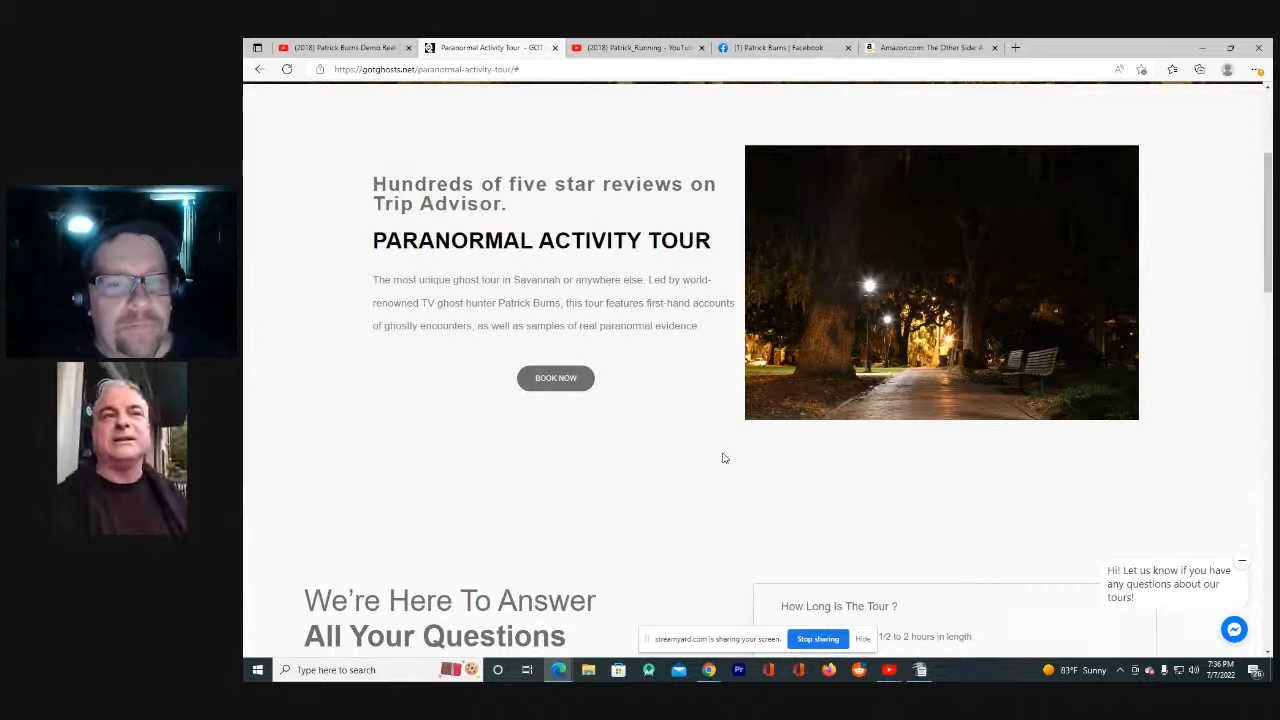 (2018) Patrick Burns Demo Reel
Paranormal Activity Tour - GOT
(2018) Patrick_Running - YouTu
(1) Patrick Burns | Facebook
Amazon.com: The Other Side: A
https://gotghosts.net/paranormal-activity-tour/#
Hundreds of five star reviews on
Trip Advisor.
PARANORMAL ACTIVITY TOUR
The most unique ghost tour in Savannah or anywhere else. Led by world-
renowned TV ghost hunter Patrick Burns, this tour features first-hand accounts
of ghostly encounters, as well as samples of real paranormal evidence.
BOOK NOW
Hi! Let us know if you have
any questions about our
tours!
We're Here To Answer
All Your Questions
How Long Is The Tour ?
1/2 to 2 hours in length.
streamyard.com is sharing your screen.
Stop sharing
Hide
Type here to search
Pr
83°F Sunny
7:36 PM
7/7/2022
26